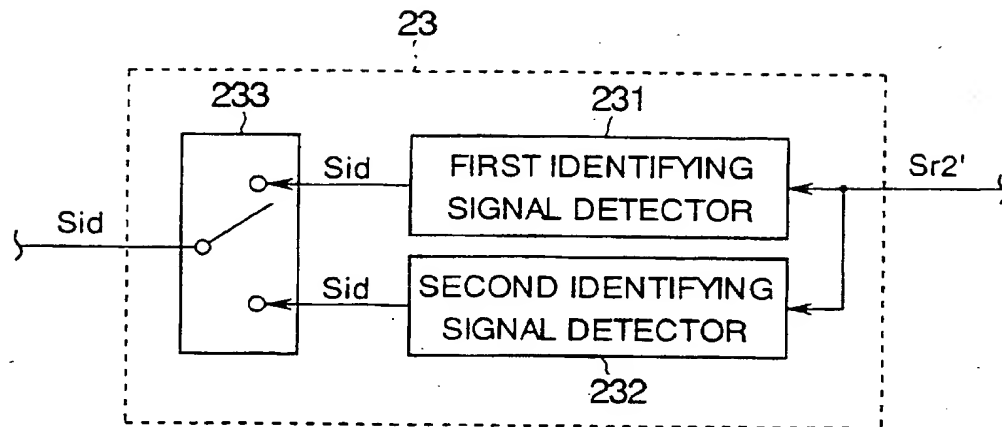 23
233
231
Sid
FIRST IDENTIFYING
SIGNAL DETECTOR
Sr2'
Sid
Sid
SECOND IDENTIFYING
SIGNAL DETECTOR
232